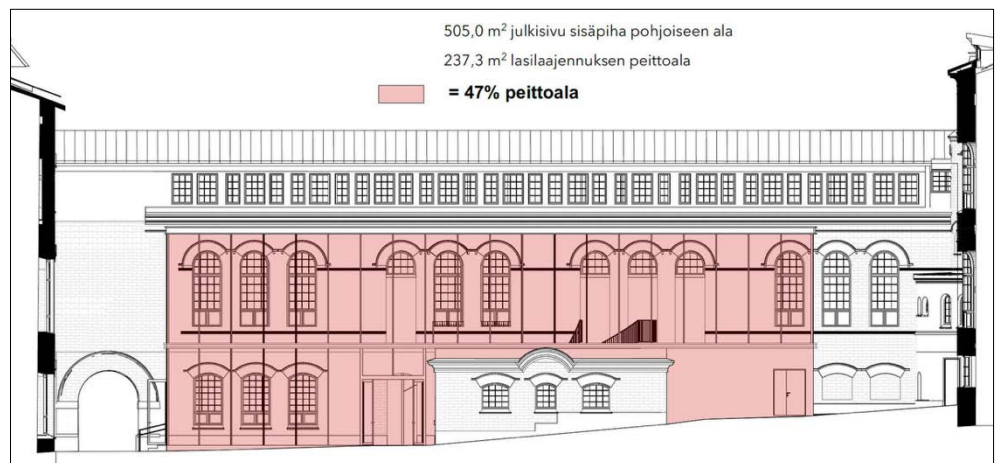 505,0 m² julkisivu sisäpiha pohjoiseen ala
237,3 m² lasilaajennuksen peittoala
= 47% peittoala